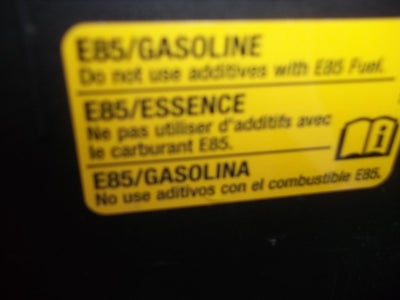 E85/GASOLINE
Do not use additives with E85 Fuel.
E85/ESSENCE
Ne pas utiliser d'additifs avec
le carburant E85.
E85/GASOLINA
No use aditivos con el combustible E85.